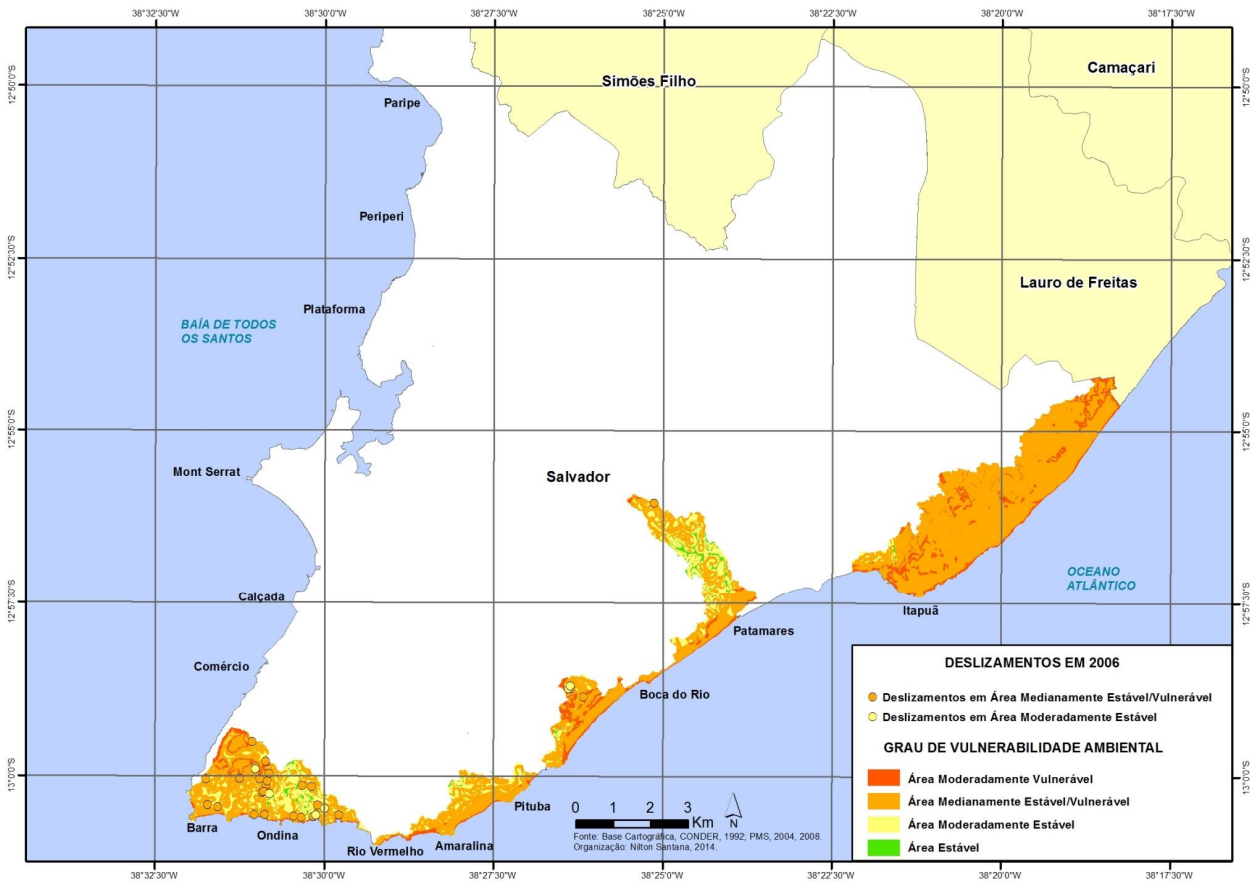 38°32'30"W
38°30'0"W
38°27'30"W
38°25'0"W
38°22'30"W
38°20'0"W
38°17'30"W
Camaçari
Simões Filho
12°50'0"S
12°50'0"S
Paripe
Periperi
12°52'30"S
12°52'30"S
Lauro de Freitas
Plataforma
BAÍA DE TODOS
OS SANTOS
12°55'0"S
12°55'0"S
Mont Serrat
Salvador
OCEANO
ATLÂNTICO
Calçada
12°57'30"S
12°57'30"S
Itapuã
Patamares
Comércio
Boca do Rio
13°0'0"S
13°0'0"S
Pituba
Barra
Ondina
Rio Vermelho
Amaralina
0 1 2 3
Km
N
Fonte: Base Cartográfica, CONDER, 1992; PMS, 2004, 2008.
Organização: Nilton Santana, 2014.
DESLIZAMENTOS EM 2006
Deslizamentos em Área Medianamente Estável/Vulnerável
Deslizamentos em Área Moderadamente Estável
GRAU DE VULNERABILIDADE AMBIENTAL
Área Moderadamente Vulnerável
Área Medianamente Estável/Vulnerável
Área Moderadamente Estável
Área Estável
38°32'30"W
38°30'0"W
38°27'30"W
38°25'0"W
38°22'30"W
38°20'0"W
38°17'30"W